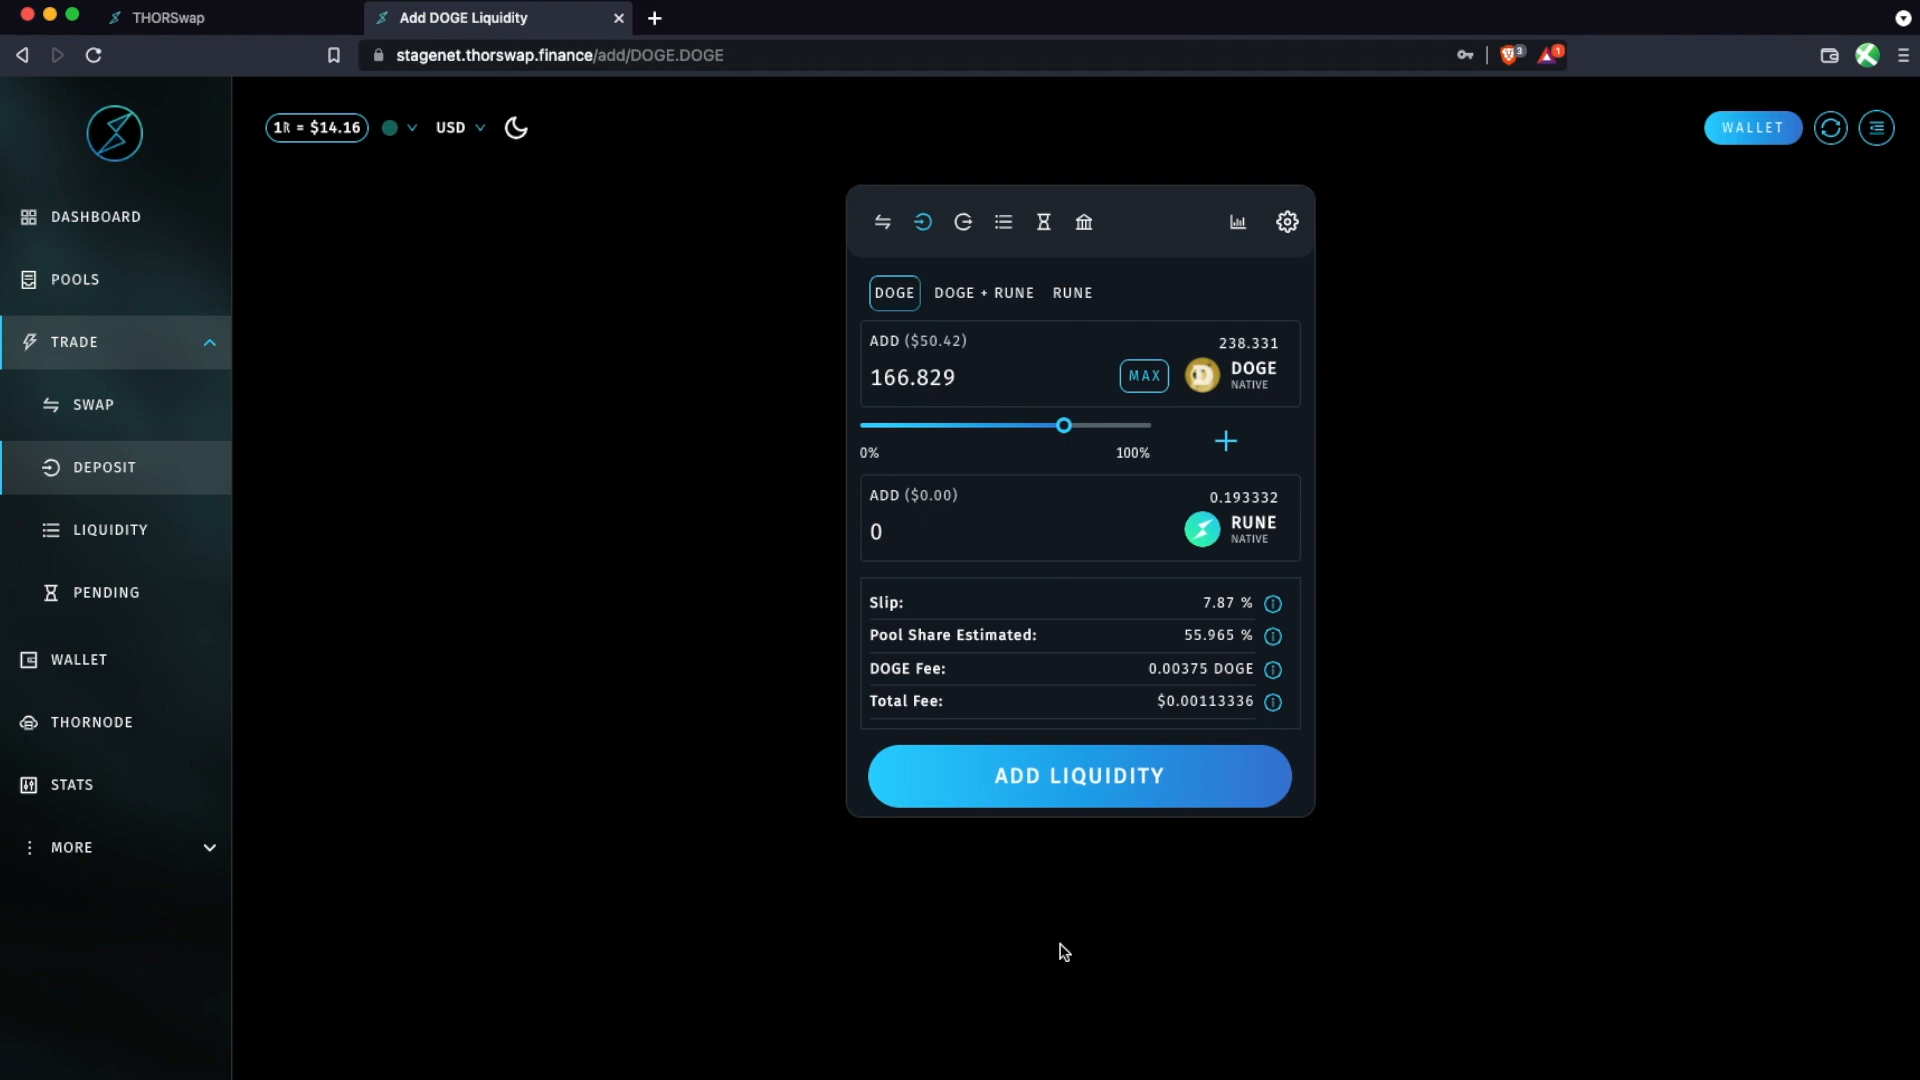 THORSwap
Add DOGE Liquidity
stagenet.thorswap.finance/add/DOGE.DOGE
3
1
1ᚱ = $14.16
USD
WALLET
DASHBOARD
POOLS
TRADE
SWAP
DEPOSIT
LIQUIDITY
PENDING
WALLET
THORNODE
STATS
MORE
DOGE DOGE + RUNE RUNE
ADD ($50.42) 238.331
166.829 MAX DOGE
NATIVE
0% 100%
ADD ($0.00) 0.193332
0 RUNE
NATIVE
Slip: 7.87 %
Pool Share Estimated: 55.965 %
DOGE Fee: 0.00375 DOGE
Total Fee: $0.00113336
ADD LIQUIDITY